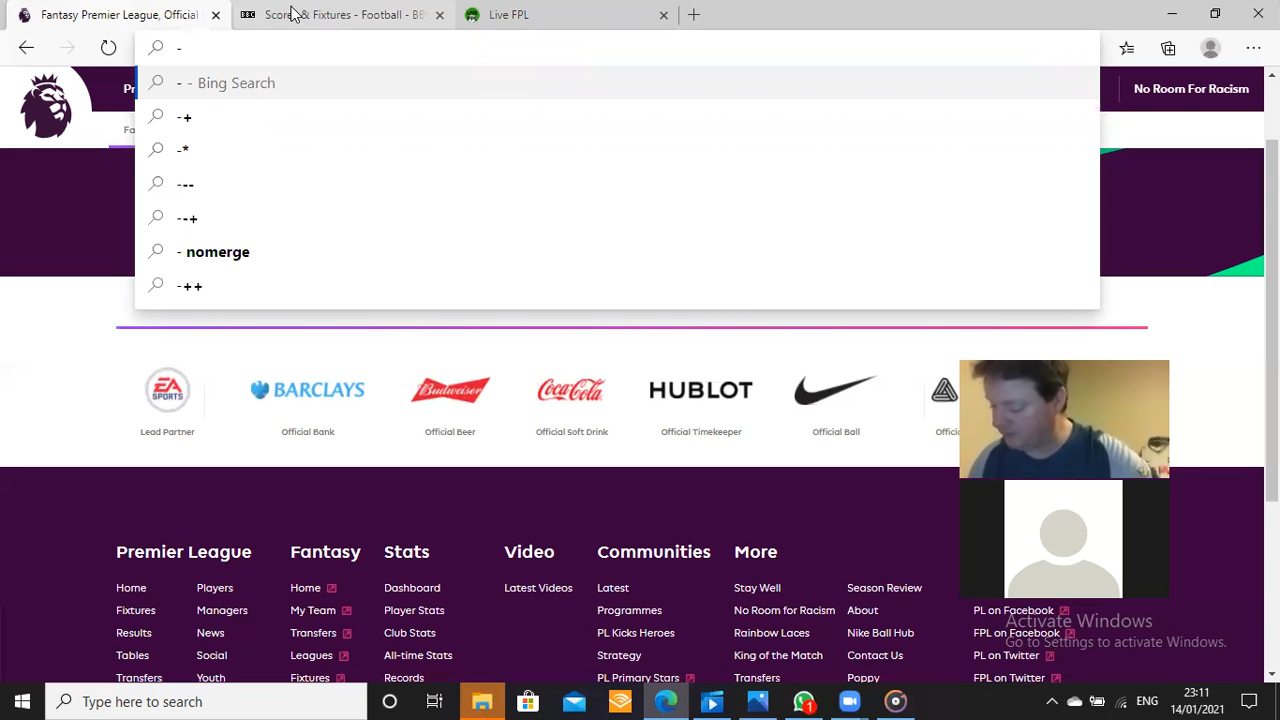 BBC Scores & Fixtures - Football - BB
Live FPL
-
- - Bing Search
-+
-*
---
--+
- nomerge
-++
No Room For Racism
EA SPORTS
BARCLAYS
Budweiser
Coca-Cola
HUBLOT
Lead Partner
Official Bank
Official Beer
Official Soft Drink
Official Timekeeper
Official Ball
Premier League
Fantasy
Stats
Video
Communities
More
Home Players Home Dashboard Latest Videos Latest Stay Well Season Review
Fixtures Managers My Team Player Stats Programmes No Room for Racism About PL on Facebook
Results News Transfers Club Stats PL Kicks Heroes Rainbow Laces Nike Ball Hub FPL on Facebook
Tables Social Leagues All-time Stats Strategy King of the Match Contact Us PL on Twitter
Transfers Youth Fixtures Records PL Primary Stars Transfers Poppy FPL on Twitter
Activate Windows
Go to Settings to activate Windows.
Type here to search
1
ENG
23:11
14/01/2021